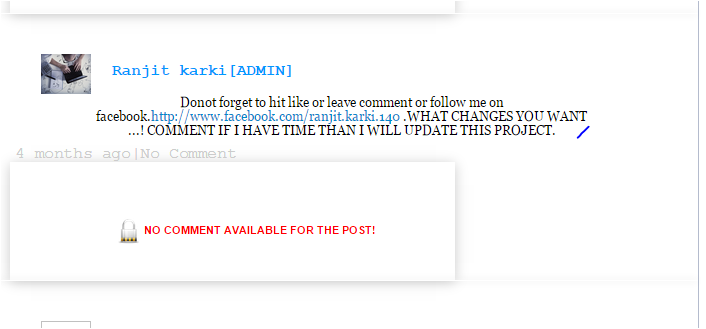 Ranjit karki[ADMIN]
Donot forget to hit like or leave comment or follow me on
facebook.http://www.facebook.com/ranjit.karki.140 .WHAT CHANGES YOU WANT
...! COMMENT IF I HAVE TIME THAN I WILL UPDATE THIS PROJECT.
4 months ago|No Comment
NO COMMENT AVAILABLE FOR THE POST!